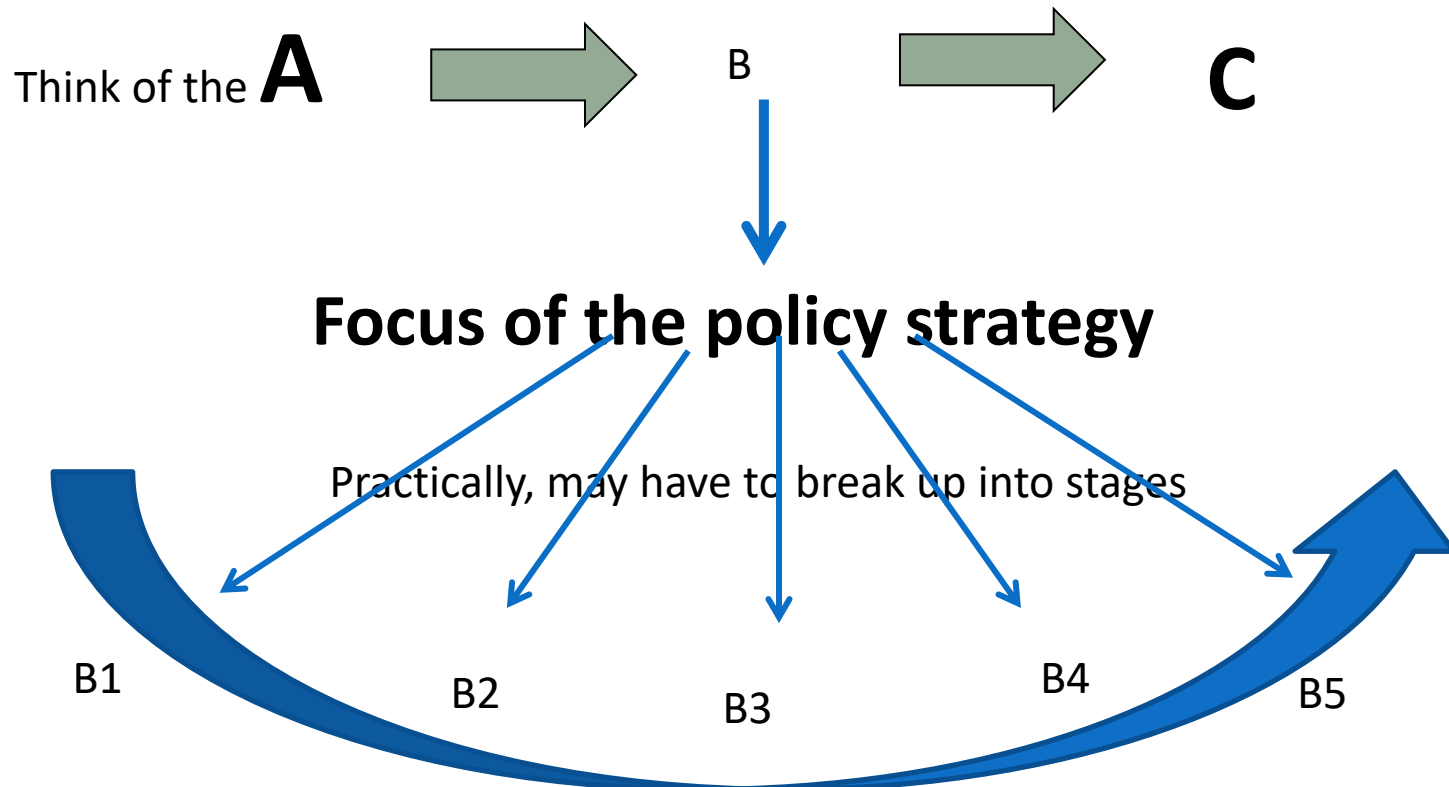 Think of the A B C
Focus of the policy strategy
Practically, may have to break up into stages
B1 B2 B3 B4 B5